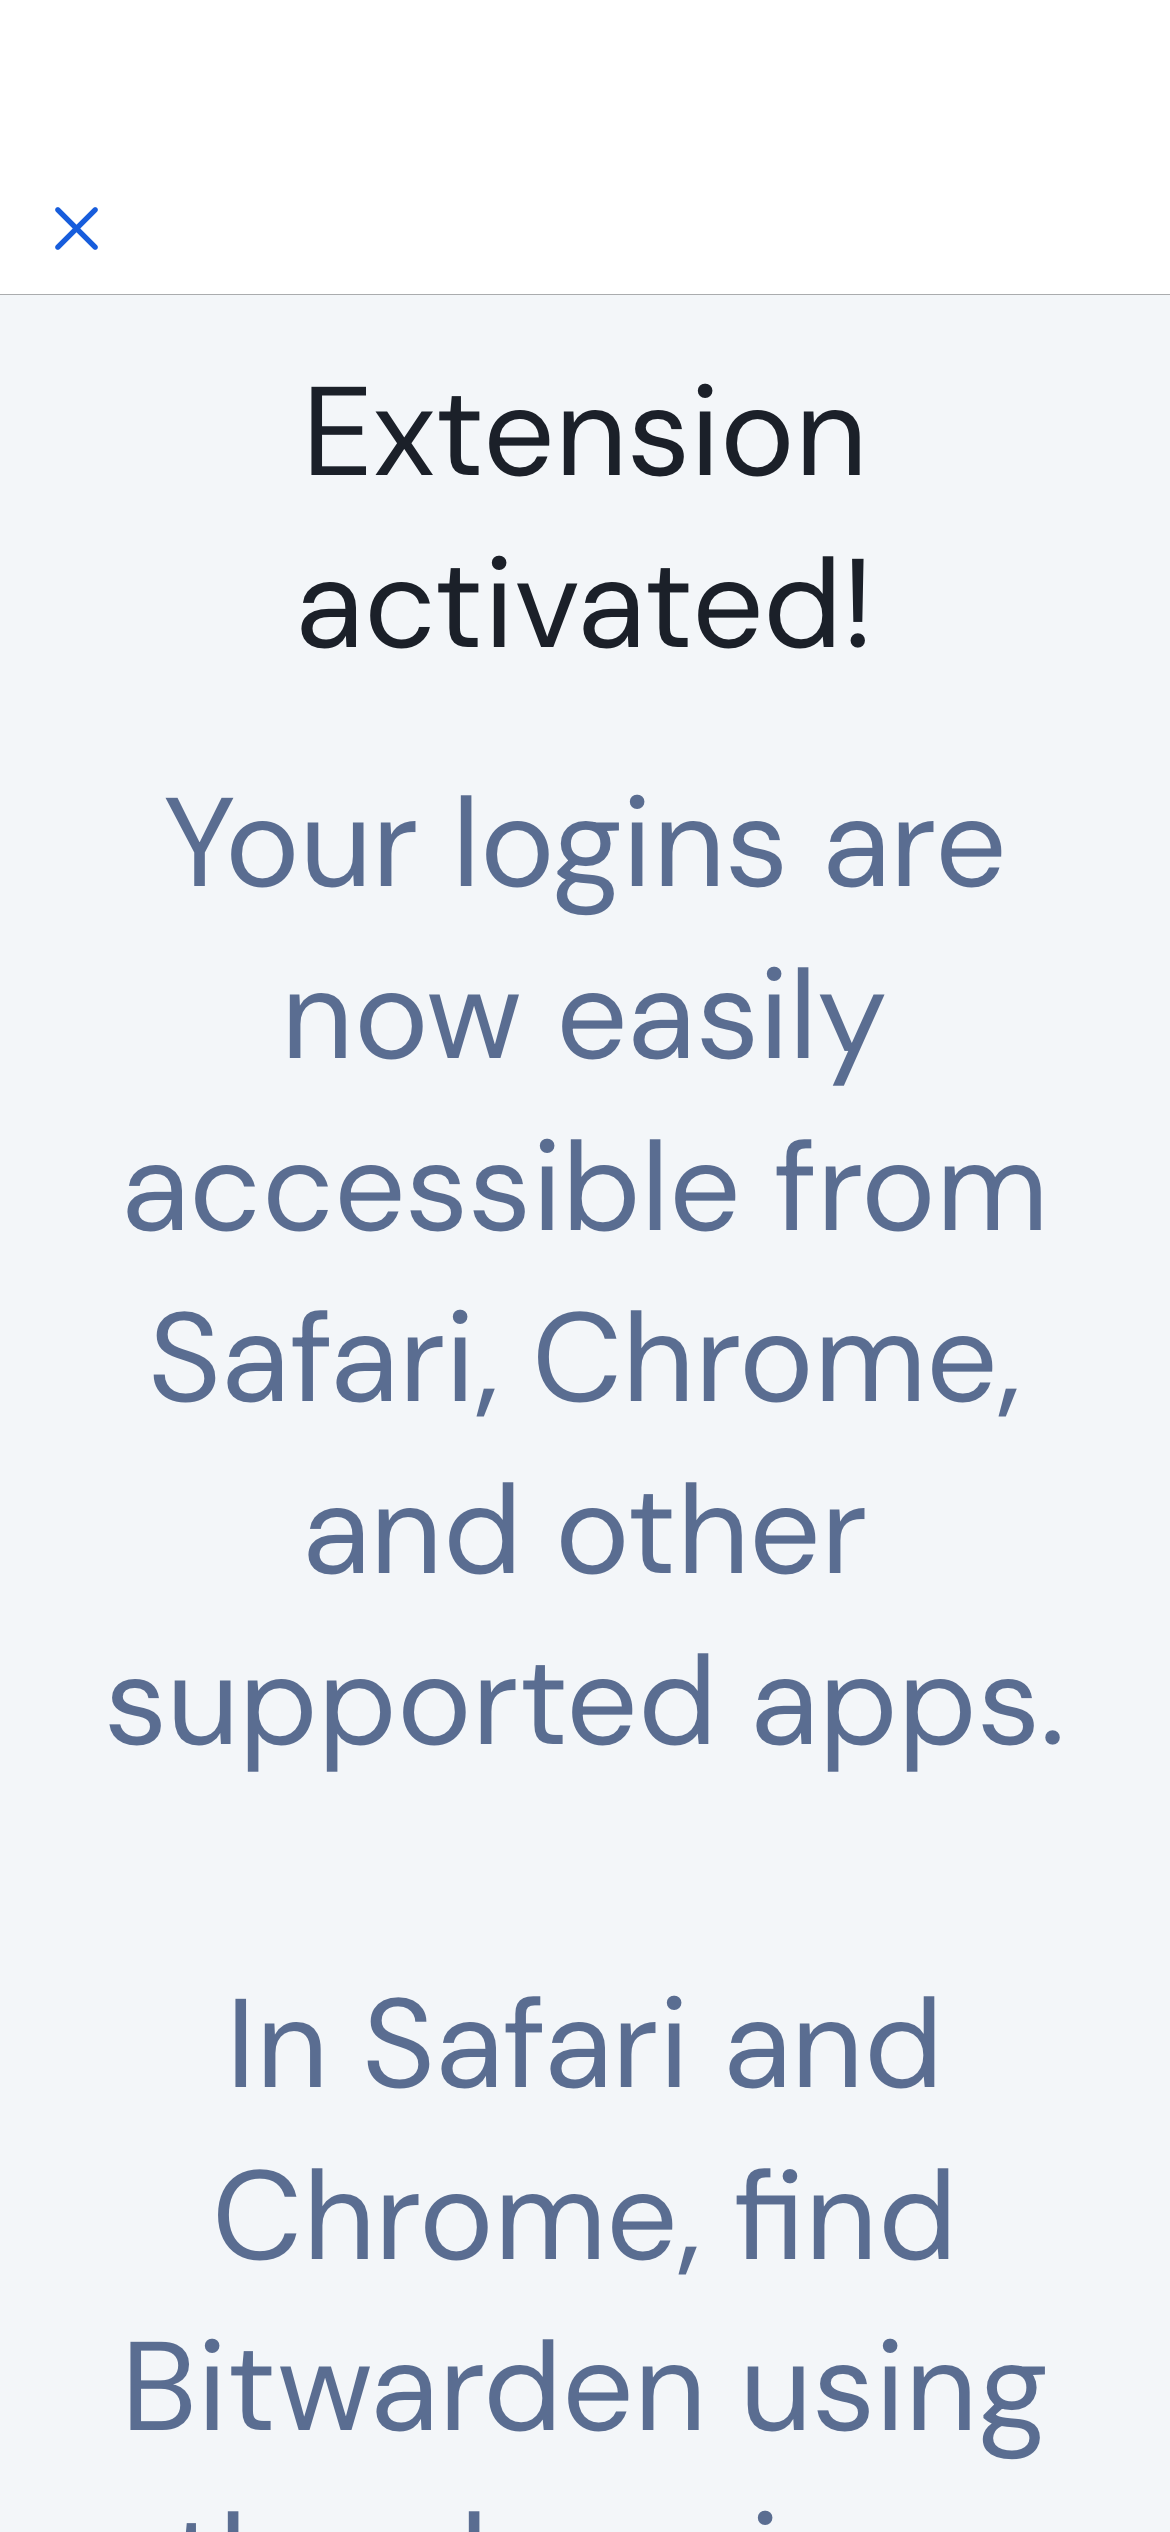 Extension
activated!
Your logins are
now easily
accessible from
Safari, Chrome,
and other
supported apps.
In Safari and
Chrome, find
Bitwarden using